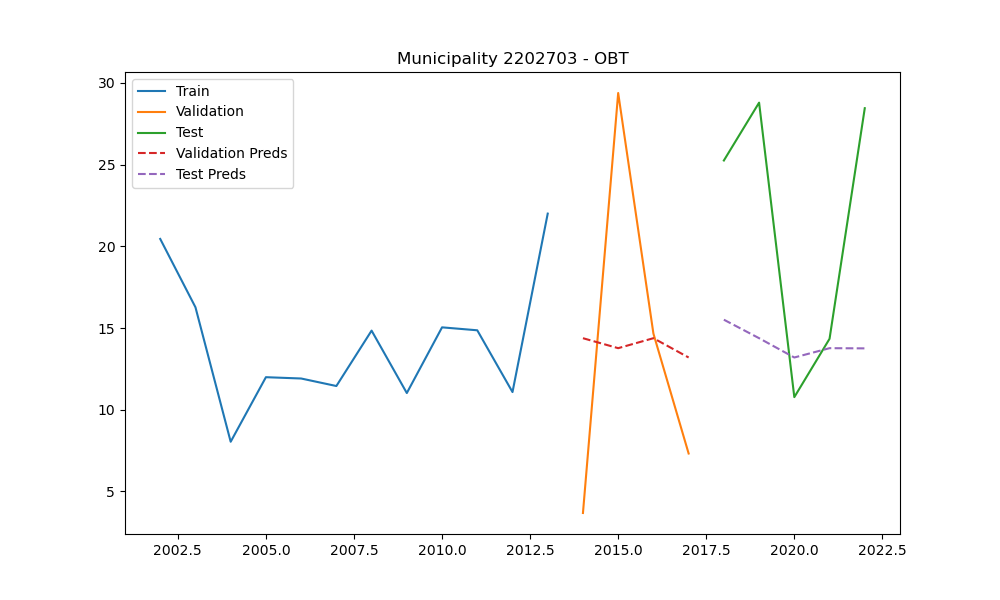 Municipality 2202703 - OBT
Train
Validation
Test
Validation Preds
Test Preds
30
25
20
15
10
5
2002.5 2005.0 2007.5 2010.0 2012.5 2015.0 2017.5 2020.0 2022.5